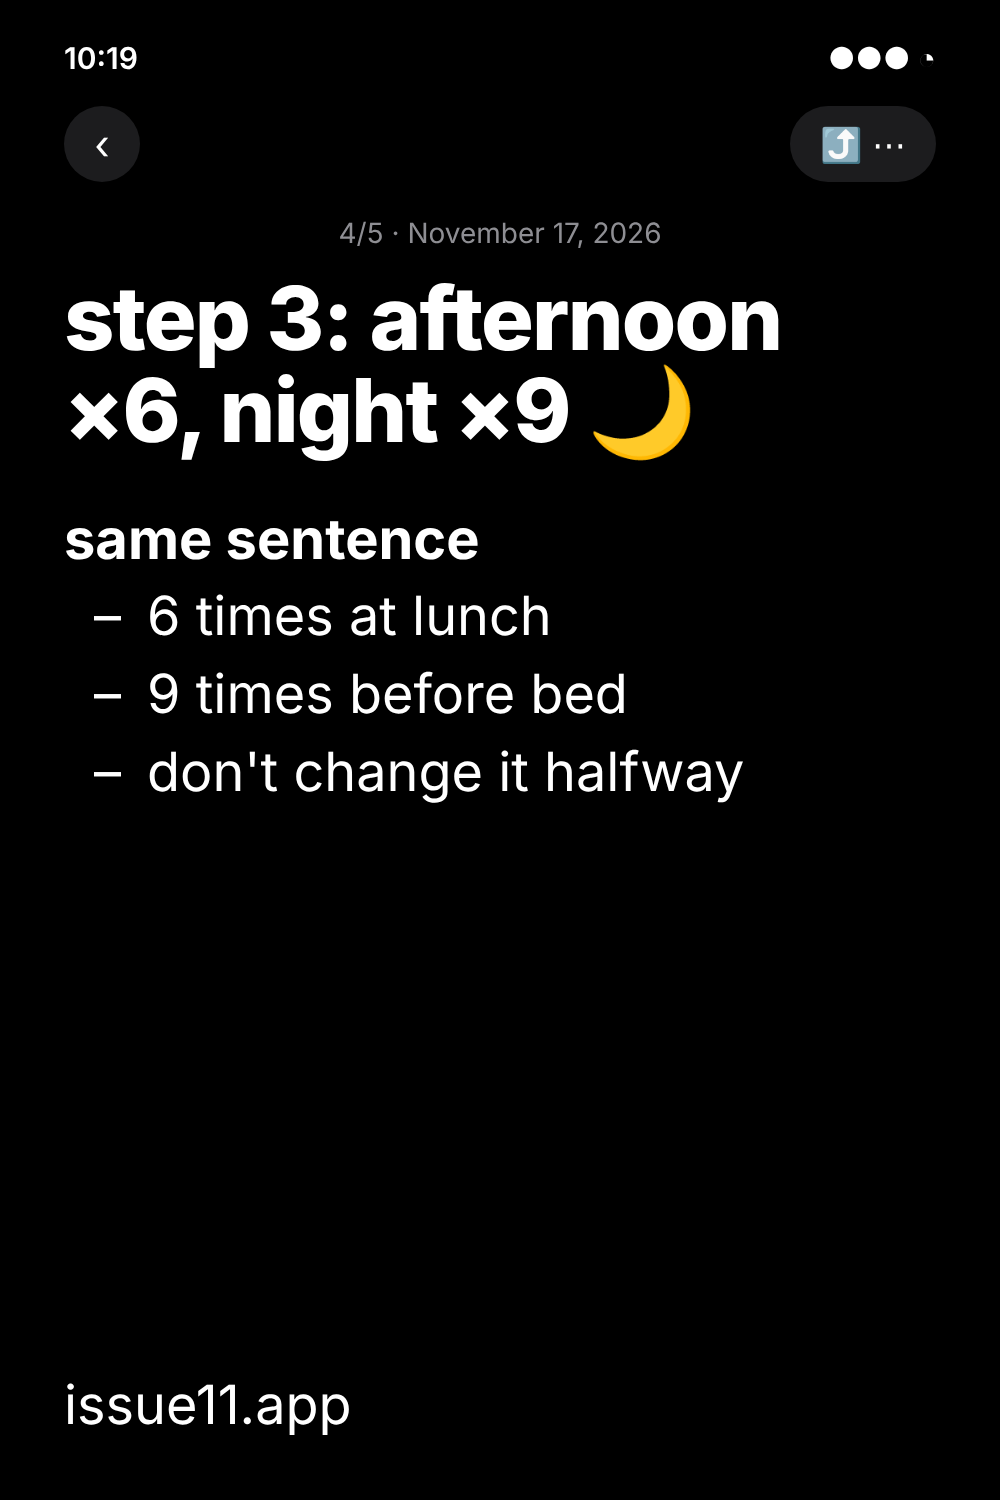 10:19
4/5 · November 17, 2026
step 3: afternoon
×6, night ×9 🌙
same sentence
– 6 times at lunch
– 9 times before bed
– don't change it halfway
issue11.app